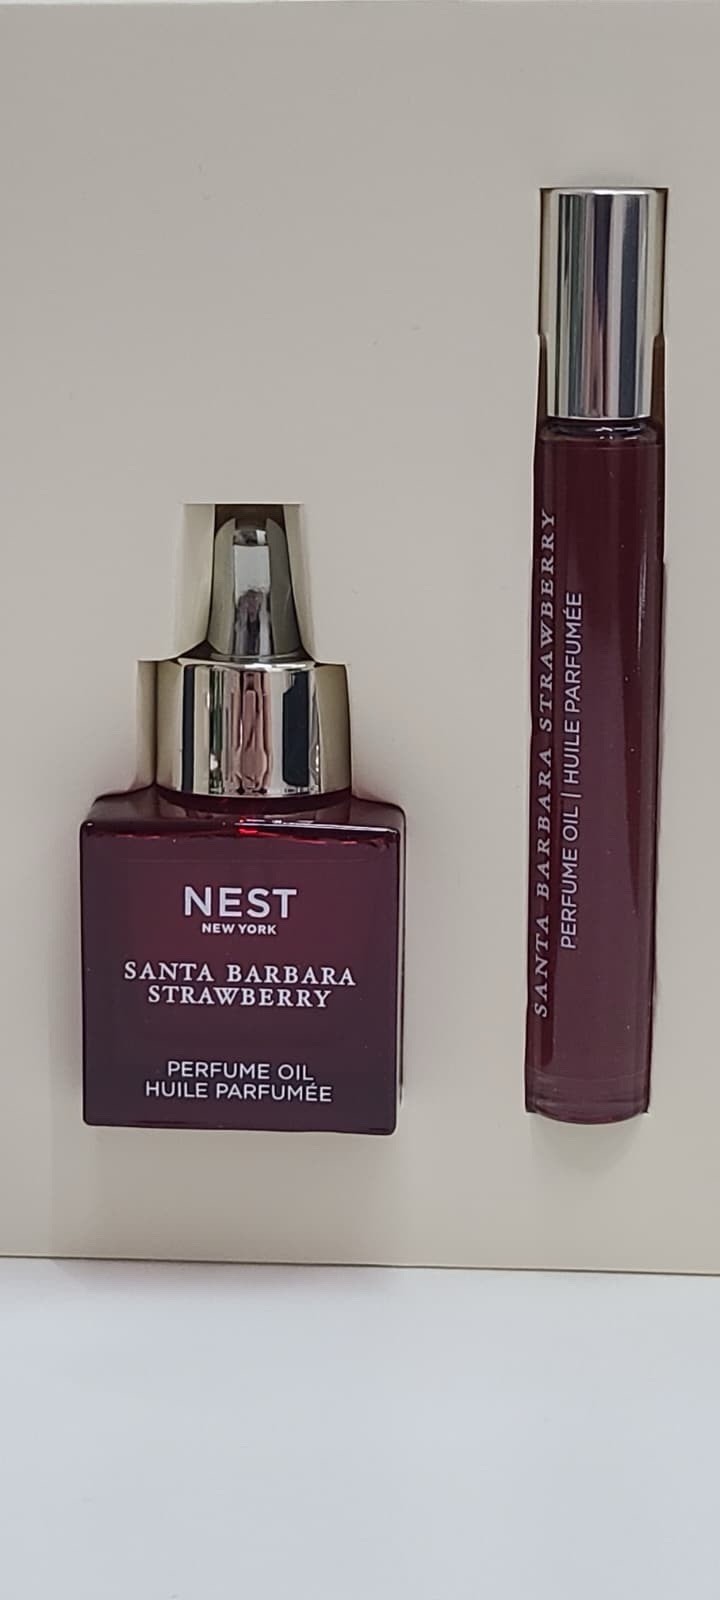 NEST
NEW YORK
SANTA BARBARA
STRAWBERRY
PERFUME OIL
HUILE PARFUMÉE
SANTA BARBARA STRAWBERRY
PERFUME OIL | HUILE PARFUMÉE